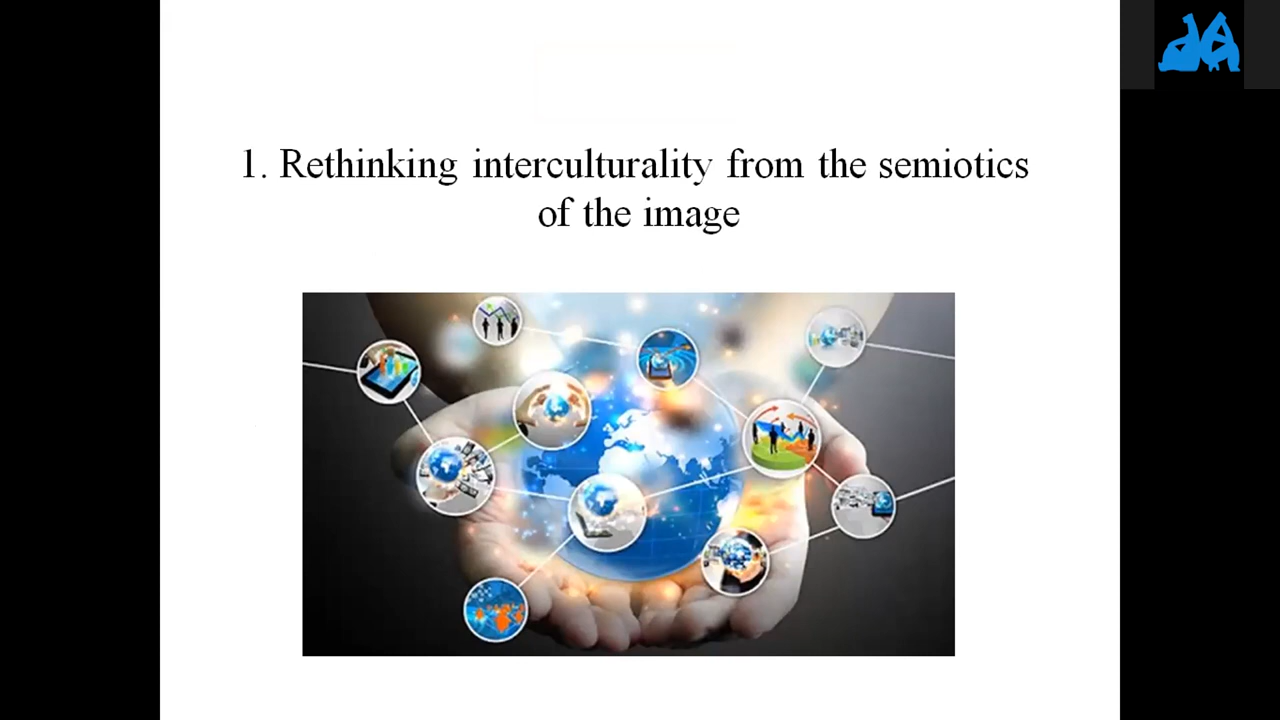 1. Rethinking interculturality from the semiotics
of the image